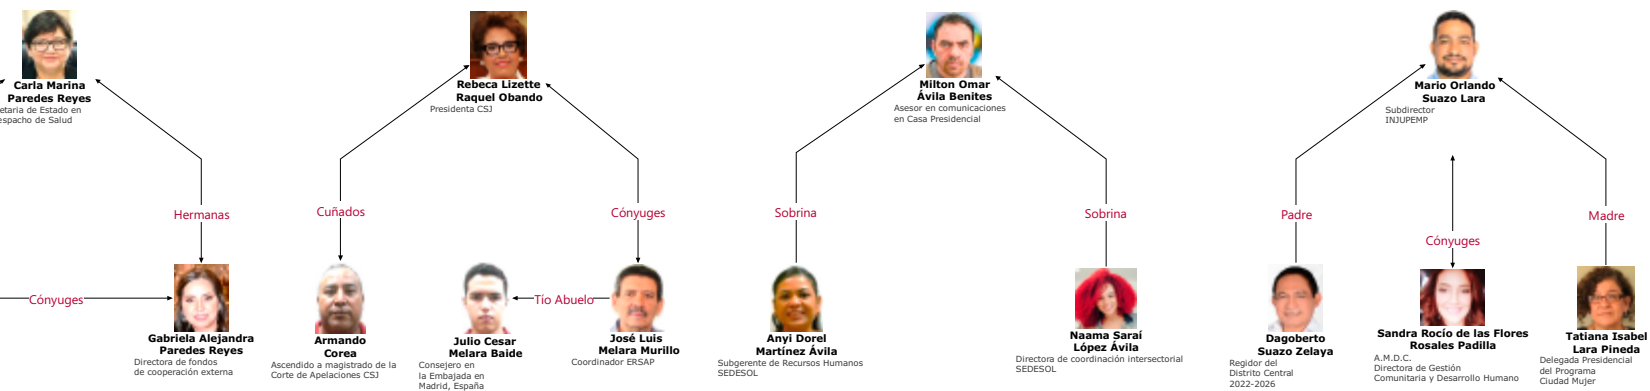 Carla Marina
Paredes Reyes
etaria de Estado en
espacho de Salud
Rebeca Lizette
Raquel Obando
Presidenta CSJ
Milton Omar
Ávila Benites
Asesor en comunicaciones
en Casa Presidencial
Mario Orlando
Suazo Lara
Subdirector
INJUPEMP
Hermanas
Cuñados
Cónyuges
Sobrina
Sobrina
Padre
Cónyuges
Madre
Cónyuges
Tío Abuelo
Gabriela Alejandra
Paredes Reyes
Directora de fondos
de cooperación externa
Armando
Corea
Ascendido a magistrado de la
Corte de Apelaciones CSJ
Julio Cesar
Melara Baide
Consejero en
la Embajada en
Madrid, España
José Luis
Melara Murillo
Coordinador ERSAP
Anyi Dorel
Martínez Ávila
Subgerente de Recursos Humanos
SEDESOL
Naama Saraí
López Ávila
Directora de coordinación intersectorial
SEDESOL
Dagoberto
Suazo Zelaya
Regidor del
Distrito Central
2022-2026
Sandra Rocío de las Flores
Rosales Padilla
A.M.D.C.
Directora de Gestión
Comunitaria y Desarrollo Humano
Tatiana Isabel
Lara Pineda
Delegada Presidencial
del Programa
Ciudad Mujer